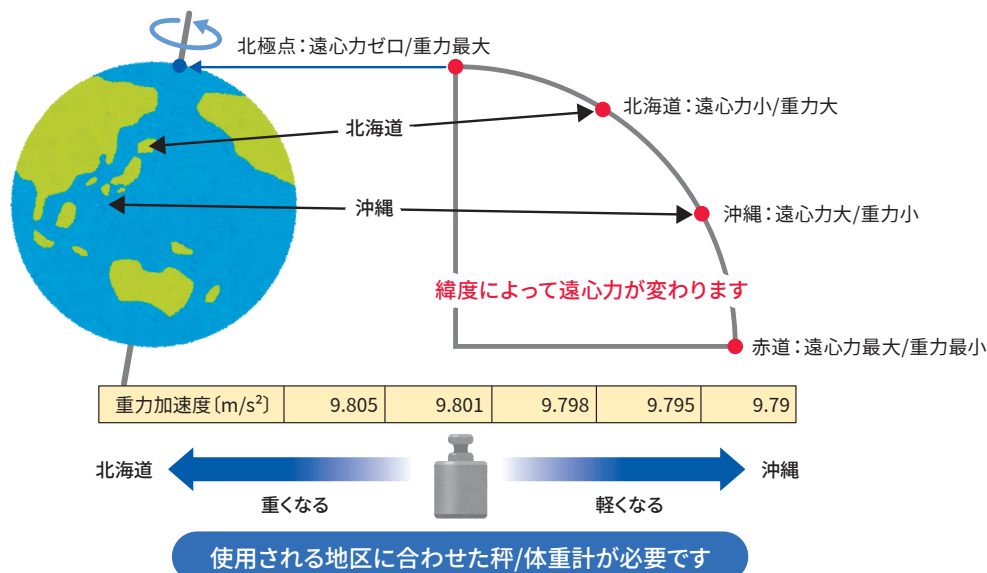 北極点：遠心力ゼロ/重力最大
北海道：遠心力小/重力大
北海道
沖縄
沖縄：遠心力大/重力小
緯度によって遠心力が変わります
赤道：遠心力最大/重力最小
重力加速度〔m/s²〕 9.805 9.801 9.798 9.795 9.79
北海道 沖縄
重くなる 軽くなる
使用される地区に合わせた秤/体重計が必要です